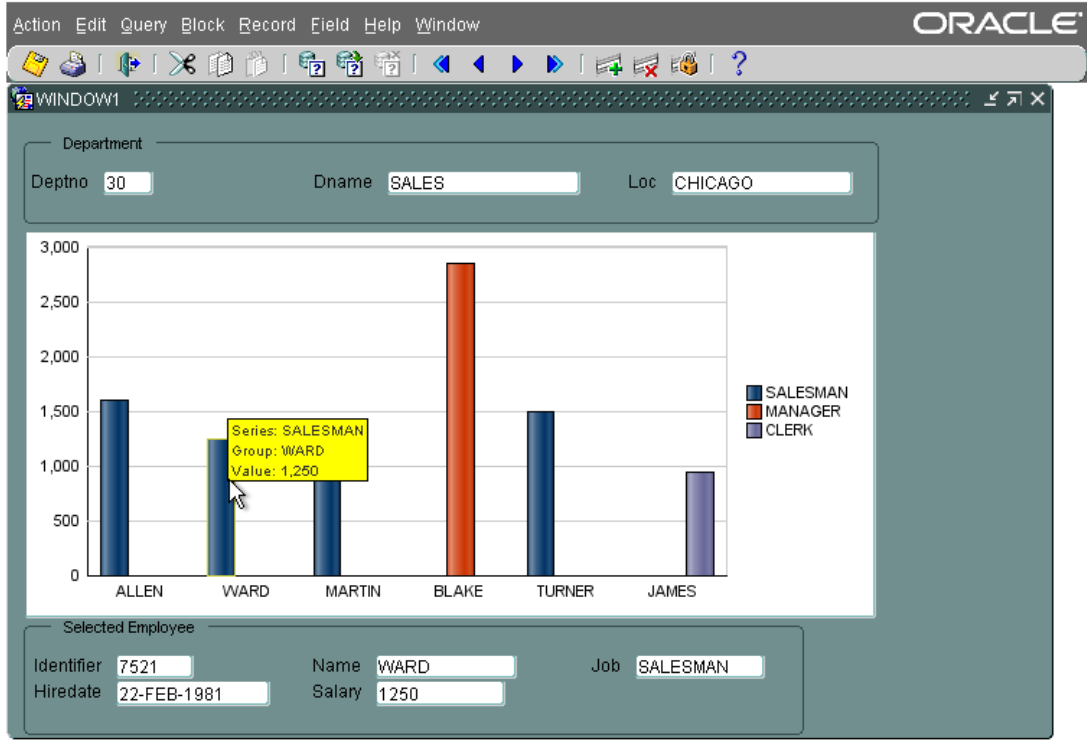 Action Edit Query Block Record Field Help Window ORACLE
WINDOW1
Department
Deptno 30 Dname SALES Loc CHICAGO
3,000
2,500
2,000
1,500
1,000
500
0
Series: SALESMAN
Group: WARD
Value: 1,250
SALESMAN
MANAGER
CLERK
ALLEN WARD MARTIN BLAKE TURNER JAMES
Selected Employee
Identifier 7521 Name WARD Job SALESMAN
Hiredate 22-FEB-1981 Salary 1250